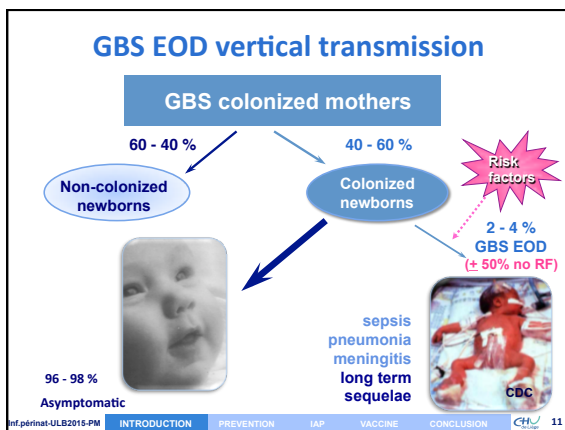 GBS EOD vertical transmission
GBS colonized mothers
60 - 40 %
40 - 60 %
Risk
factors
Non-colonized
newborns
Colonized
newborns
2 - 4 %
GBS EOD
(± 50% no RF)
sepsis
pneumonia
meningitis
long term
sequelae
96 - 98 %
Asymptomatic
CDC
Inf.périnat-ULB2015-PM INTRODUCTION PREVENTION IAP VACCINE CONCLUSION CHU de Liège 11